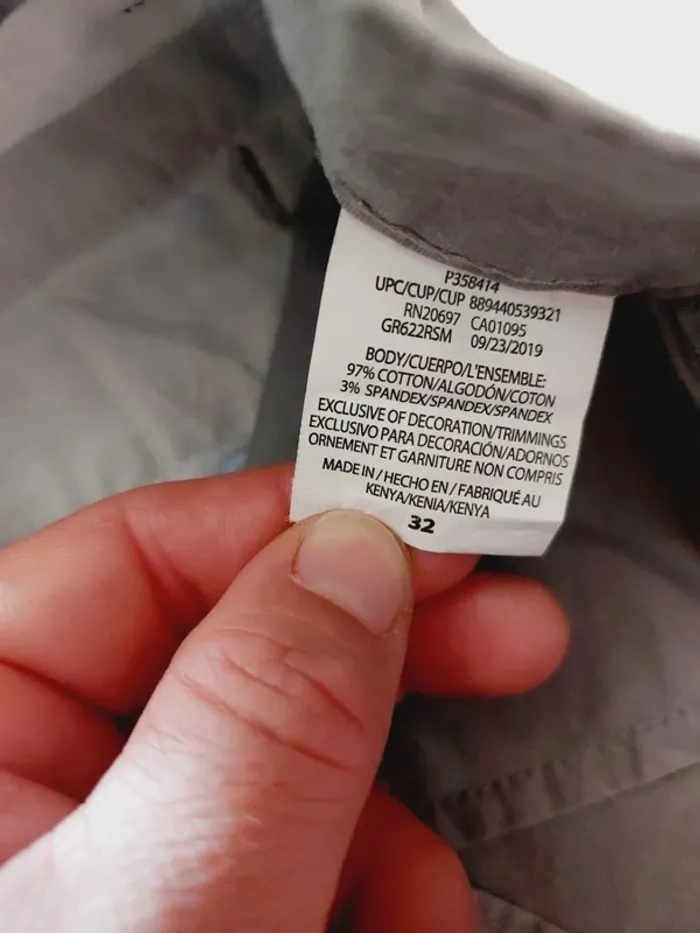 P358414
UPC/CUP/CUP 889440539321
RN20697 CA01095
GR622RSM 09/23/2019
BODY/CUERPO/L'ENSEMBLE:
97% COTTON/ALGODÓN/COTON
3% SPANDEX/SPANDEX/SPANDEX
EXCLUSIVE OF DECORATION/TRIMMINGS
EXCLUSIVO PARA DECORACIÓN/ADORNOS
ORNEMENT ET GARNITURE NON COMPRIS
MADE IN / HECHO EN / FABRIQUÉ AU
KENYA/KENIA/KENYA
32